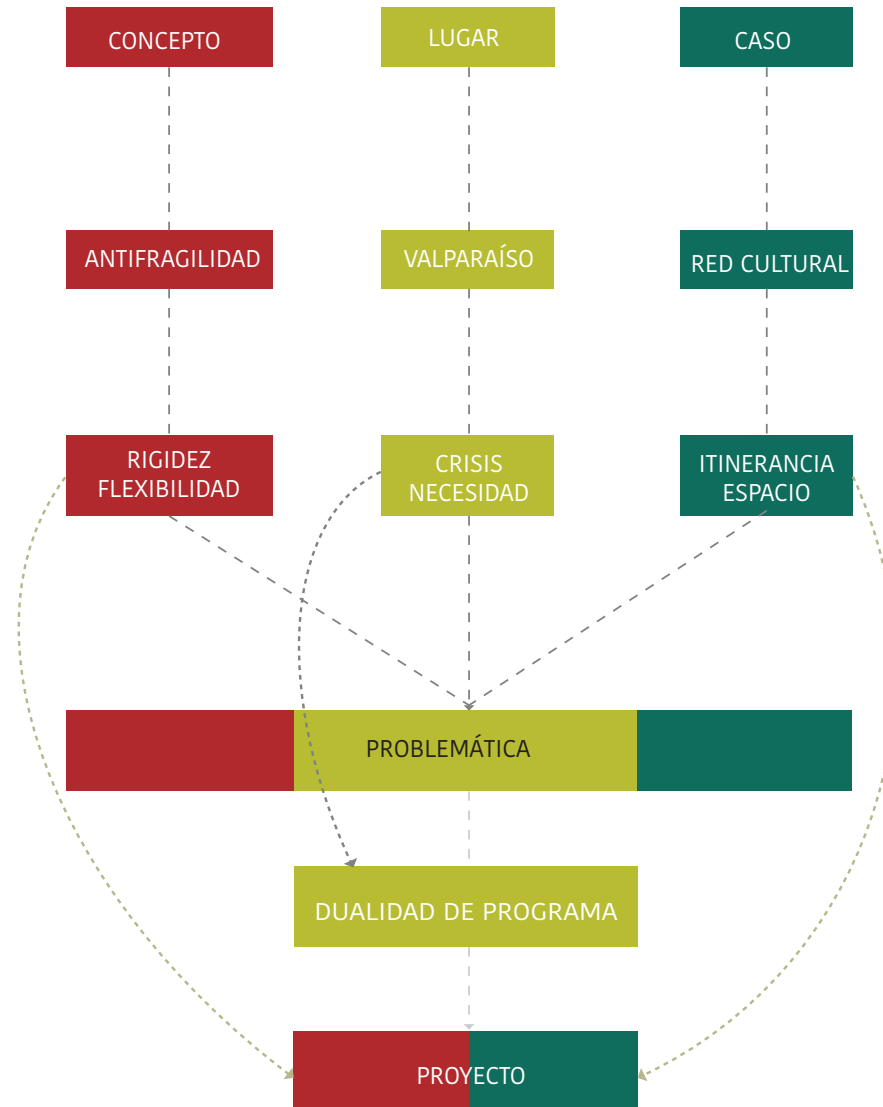 CONCEPTO
LUGAR
CASO
ANTIFRAGILIDAD
VALPARAÍSO
RED CULTURAL
RIGIDEZ
FLEXIBILIDAD
CRISIS
NECESIDAD
ITINERANCIA
ESPACIO
PROBLEMÁTICA
DUALIDAD DE PROGRAMA
PROYECTO